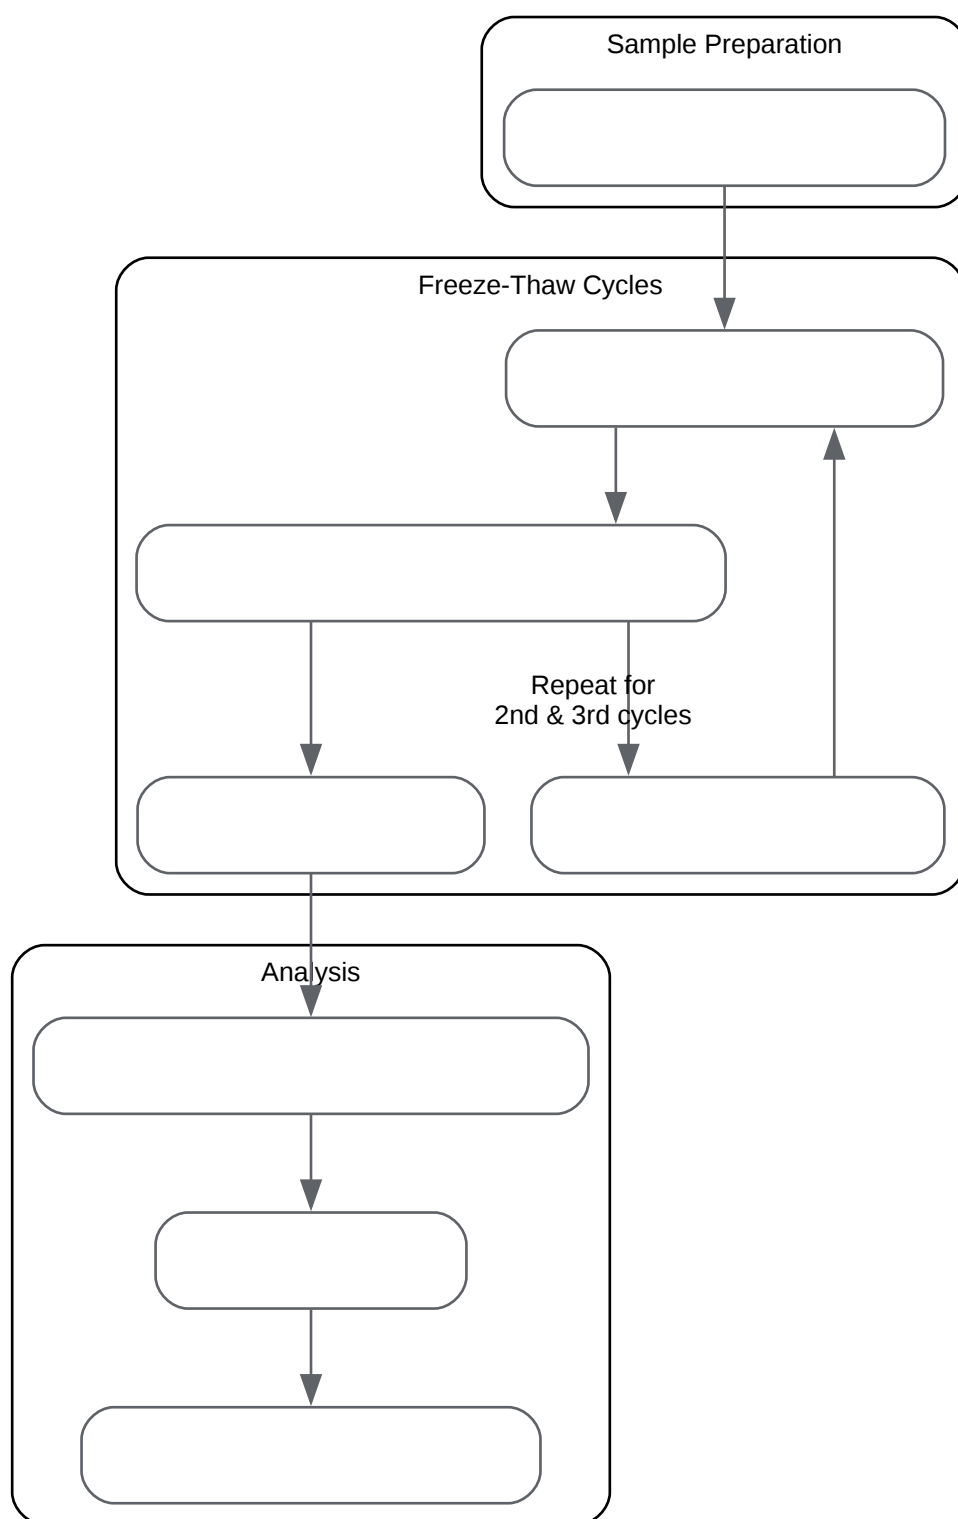 Sample Preparation
Freeze-Thaw Cycles
Repeat for
2nd & 3rd cycles
Analysis